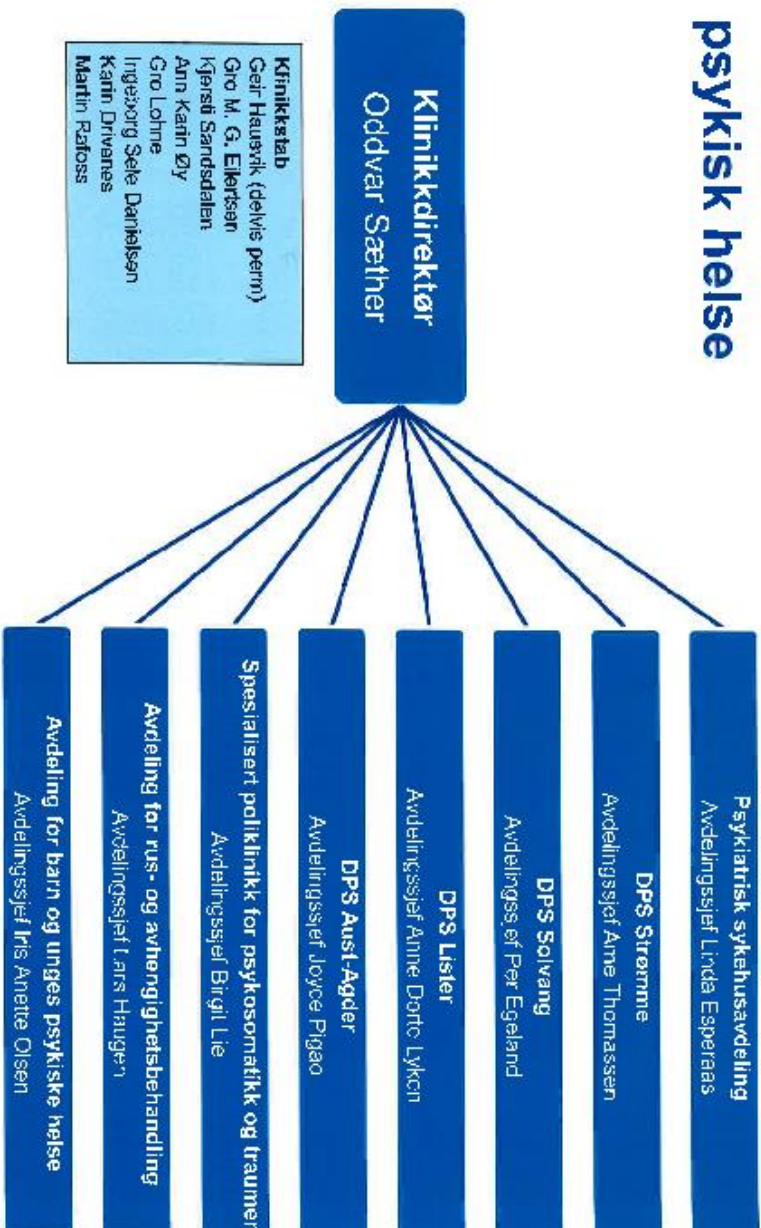 psykisk helse
Klinikkdirektør
Oddvar Sæther
Klinikkstab
Geir Hausvik (delvis perm)
Gro M. G. Eilertsen
Kjersti Sandsdalen
Ann Karin Øy
Gro Lohne
Ingeborg Sele Danielsen
Karin Drivenes
Martin Rafoss
Psykiatrisk sykehusavdeling
Avdelingssjef Linda Esperaas
DPS Strømme
Avdelingssjef Arne Thomassen
DPS Solvang
Avdelingssjef Per Egeland
DPS Lister
Avdelingssjef Anne Dorte Lykon
DPS Aust-Agder
Avdelingssjef Joyce Pigao
Spesialisert poliklinikk for psykosomatikk og traumer
Avdelingssjef Birgit Lie
Avdeling for rus- og avhengighetsbehandling
Avdelingssjef Lars Haugen
Avdeling for barn og unges psykiske helse
Avdelingssjef Iris Anette Olsen